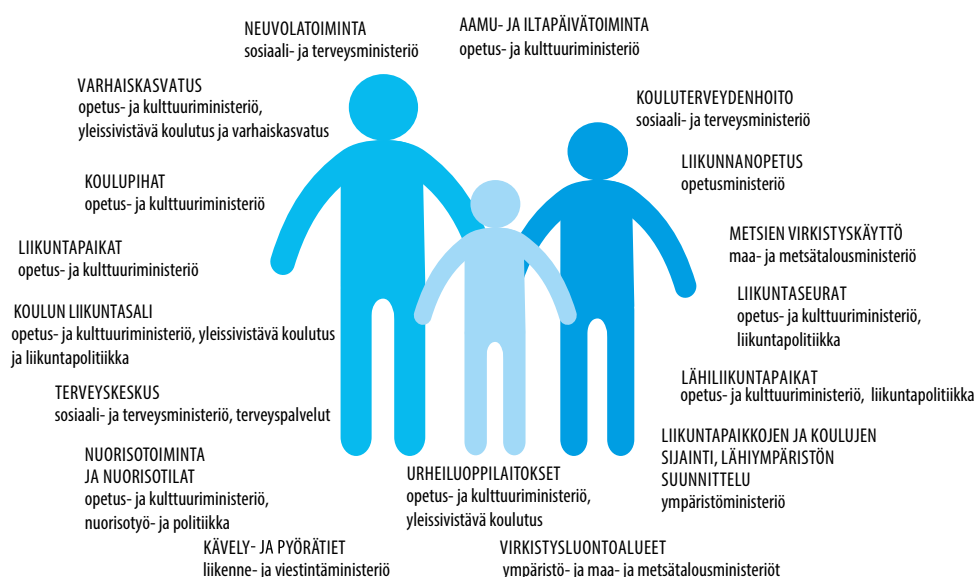 NEUVOLATOIMINTA
sosiaali- ja terveysministeriö
AAMU- JA ILTAPÄIVÄTOIMINTA
opetus- ja kulttuuriministeriö
VARHAISKASVATUS
opetus- ja kulttuuriministeriö,
yleissivistävä koulutus ja varhaiskasvatus
KOULUTERVEYDENHOITO
sosiaali- ja terveysministeriö
LIIKUNNANOPETUS
opetusministeriö
KOULUPIHAT
opetus- ja kulttuuriministeriö
METSIEN VIRKISTYSKÄYTTÖ
maa- ja metsätalousministeriö
LIIKUNTAPAIKAT
opetus- ja kulttuuriministeriö
LIIKUNTASEURAT
opetus- ja kulttuuriministeriö,
liikuntapolitiikka
KOULUN LIIKUNTASALI
opetus- ja kulttuuriministeriö, yleissivistävä koulutus
ja liikuntapolitiikka
LÄHILIIKUNTAPAIKAT
opetus- ja kulttuuriministeriö, liikuntapolitiikka
TERVEYSKESKUS
sosiaali- ja terveysministeriö, terveyspalvelut
LIIKUNTAPAIKKOJEN JA KOULUJEN
SIJAINTI, LÄHIYMPÄRISTÖN
SUUNNITTELU
ympäristöministeriö
NUORISOTOIMINTA
JA NUORISOTILAT
opetus- ja kulttuuriministeriö,
nuorisotyö- ja politiikka
URHEILUOPPILAITOKSET
opetus- ja kulttuuriministeriö,
yleissivistävä koulutus
KÄVELY- JA PYÖRÄTIET
liikenne- ja viestintäministeriö
VIRKISTYSLUONTOALUEET
ympäristö- ja maa- ja metsätalousministeriöt